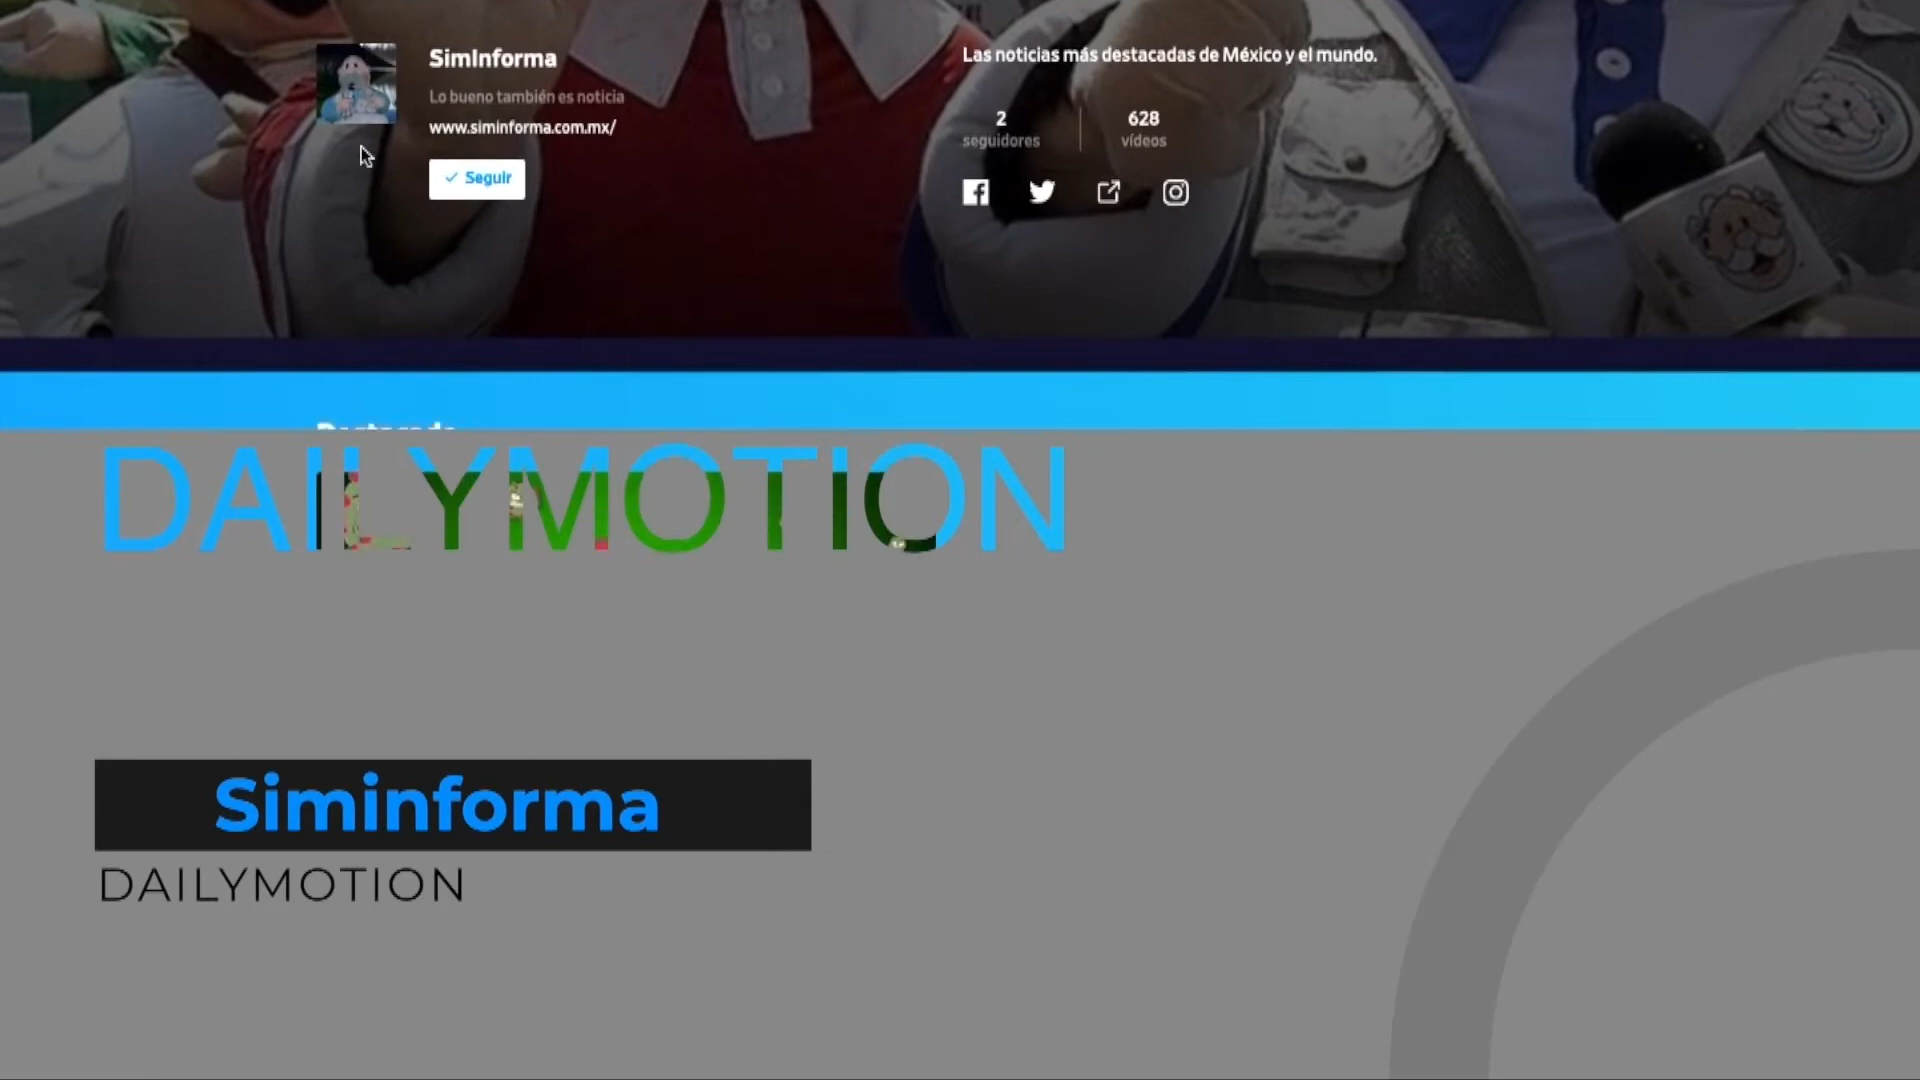 SimInforma
Lo bueno también es noticia
www.siminforma.com.mx/
Seguir
Las noticias más destacadas de México y el mundo.
2
seguidores
628
vídeos
DAILYMOTION
Siminforma
DAILYMOTION